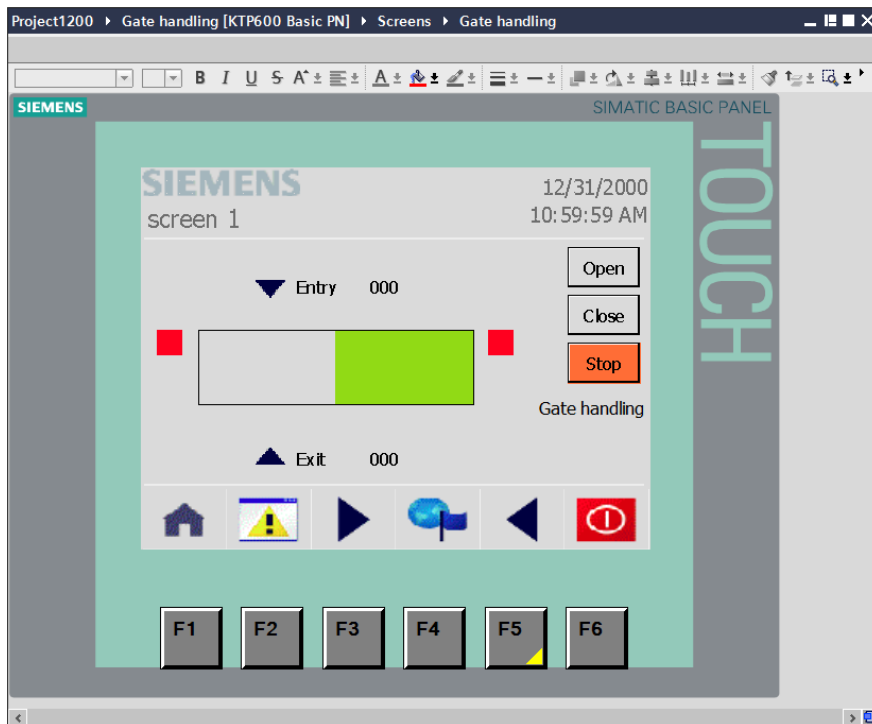 Project1200 ▸ Gate handling [KTP600 Basic PN] ▸ Screens ▸ Gate handling
B I U S A
A
SIEMENS
SIMATIC BASIC PANEL
TOUCH
SIEMENS
12/31/2000
screen 1
10:59:59 AM
Open
Entry 000
Close
Stop
Gate handling
Exit 000
F1 F2 F3 F4 F5 F6